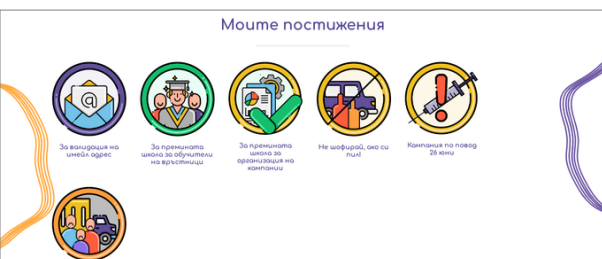 Моите постижения
За валидация на
имейл адрес
За премината
школа за обучители
на връстници
За премината
школа за
организация на
кампании
Не шофирай, ако си
пил!
Кампания по повод
26 юни